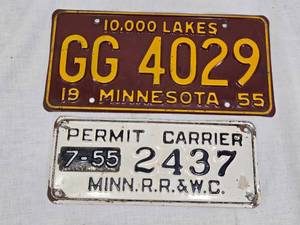 10,000 LAKES
GG 4029
19 MINNESOTA 55
PERMIT CARRIER
7-55 2437
MINN.R.R.&W.C.